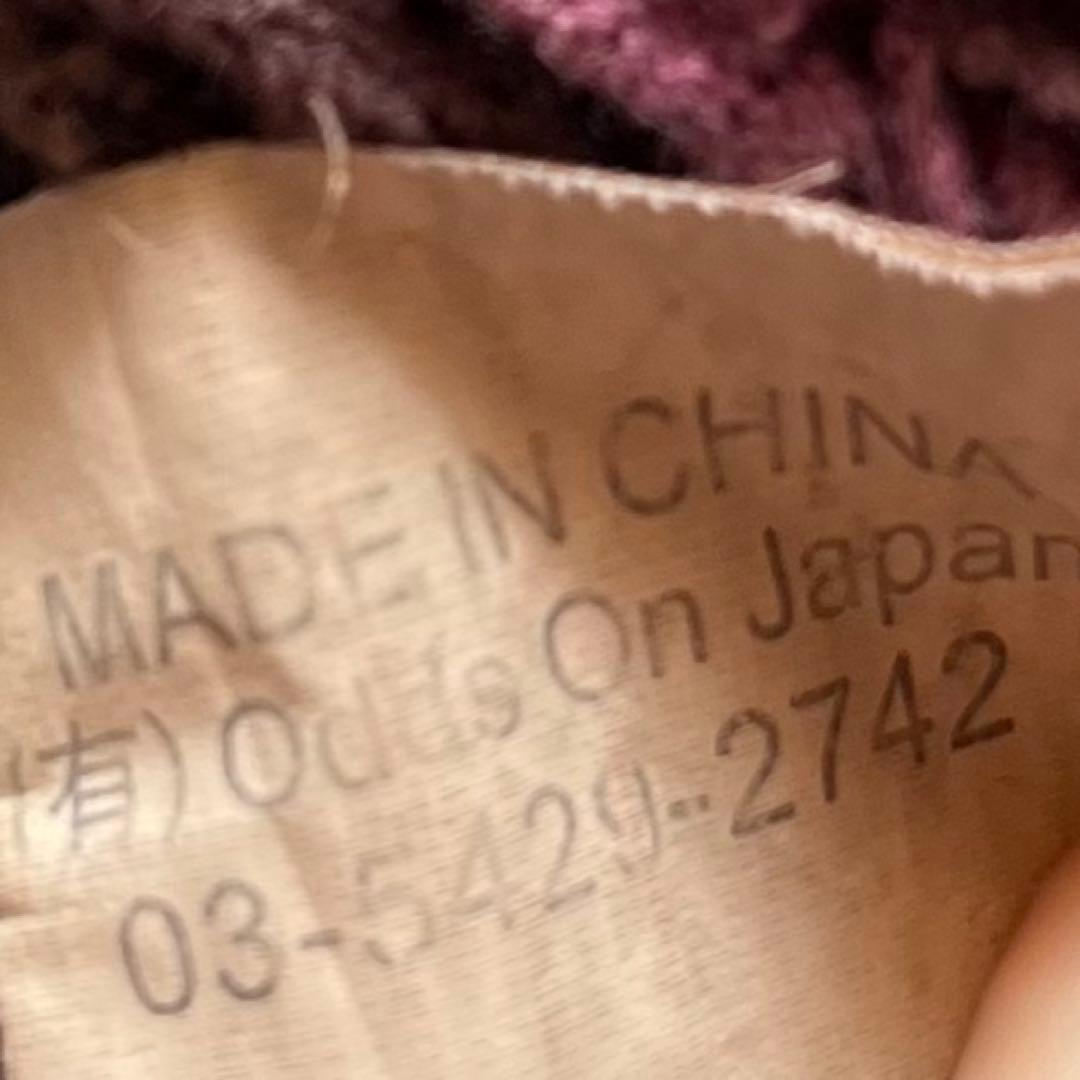 MADE IN CHINA
(有) Odds On Japan
03-5429-2742